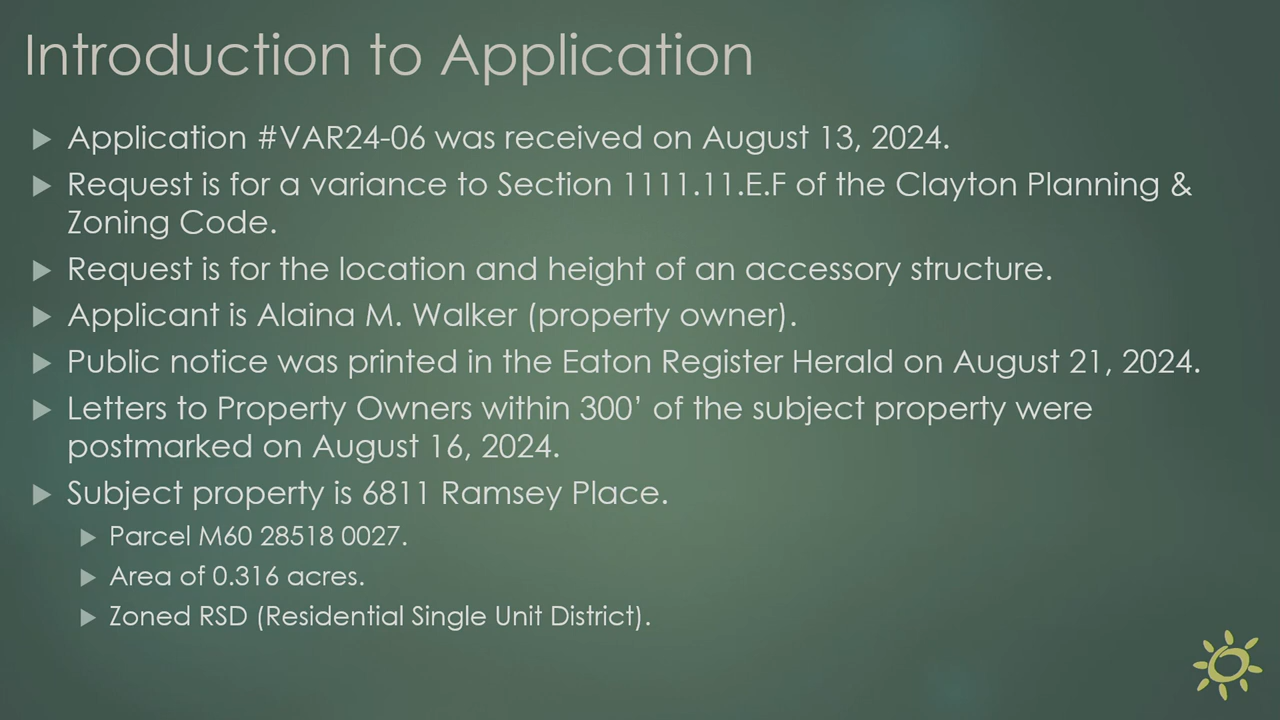 Introduction to Application
Application #VAR24-06 was received on August 13, 2024.
Request is for a variance to Section 1111.11.E.F of the Clayton Planning &
Zoning Code.
Request is for the location and height of an accessory structure.
Applicant is Alaina M. Walker (property owner).
Public notice was printed in the Eaton Register Herald on August 21, 2024.
Letters to Property Owners within 300’ of the subject property were
postmarked on August 16, 2024.
Subject property is 6811 Ramsey Place.
Parcel M60 28518 0027.
Area of 0.316 acres.
Zoned RSD (Residential Single Unit District).